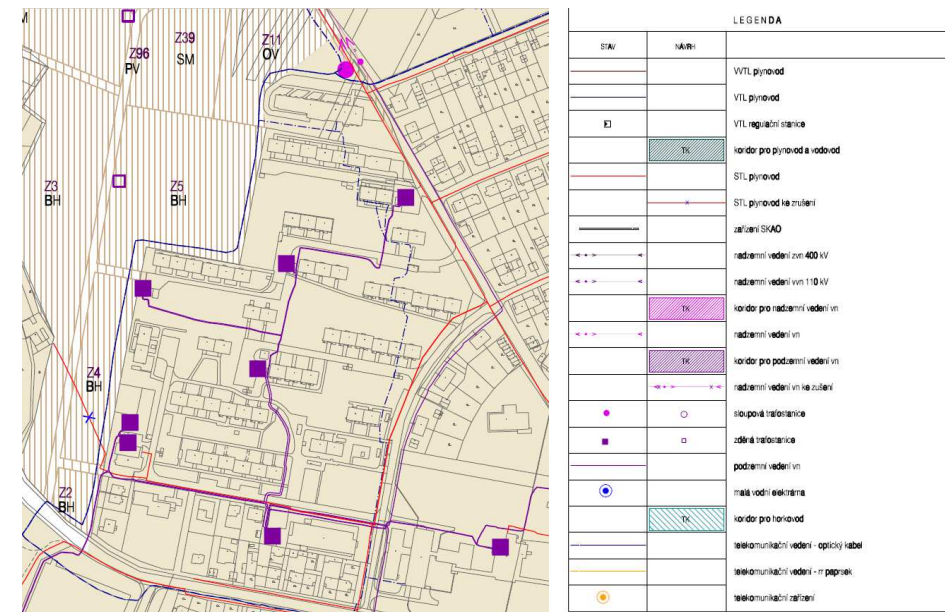 Z96
PV
Z39
SM
Z11
OV
Z3
BH
Z5
BH
Z4
BH
Z2
BH
LEGENDA
STAV NÁVRH
VVTL plynovod
VTL plynovod
VTL regulační stanice
TK koridor pro plynovod a vodovod
STL plynovod
STL plynovod ke zrušení
zařízení SKAO
nadzemní vedení zvn 400 kV
nadzemní vedení vvn 110 kV
TK koridor pro nadzemní vedení vn
nadzemní vedení vn
TK koridor pro podzemní vedení vn
nadzemní vedení vn ke zušení
sloupová trafostanice
zděná trafostanice
podzemní vedení vn
malá vodní elektrárna
TK koridor pro horkovod
telekomunikační vedení - optický kabel
telekomunikační vedení - rr paprsek
telekomunikační zařízení